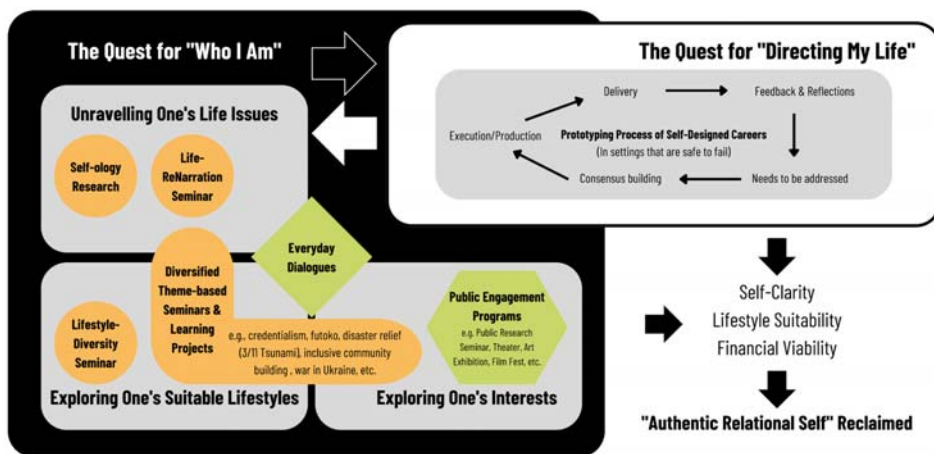 The Quest for "Who I Am"
Unravelling One's Life Issues
Self-ology
Research
Life-
ReNarration
Seminar
Everyday
Dialogues
Diversified
Theme-based
Seminars &
Learning
Projects
Lifestyle-
Diversity
Seminar
e.g., credentialism, futoko, disaster relief
(3/11 Tsunami), inclusive community
building , war in Ukraine, etc.
Public Engagement
Programs
e.g. Public Research
Seminar, Theater, Art
Exhibition, Film Fest, etc.
Exploring One's Suitable Lifestyles
Exploring One's Interests
The Quest for "Directing My Life"
Delivery
Feedback & Reflections
Execution/Production
Prototyping Process of Self-Designed Careers
(In settings that are safe to fail)
Consensus building
Needs to be addressed
Self-Clarity
Lifestyle Suitability
Financial Viability
"Authentic Relational Self" Reclaimed